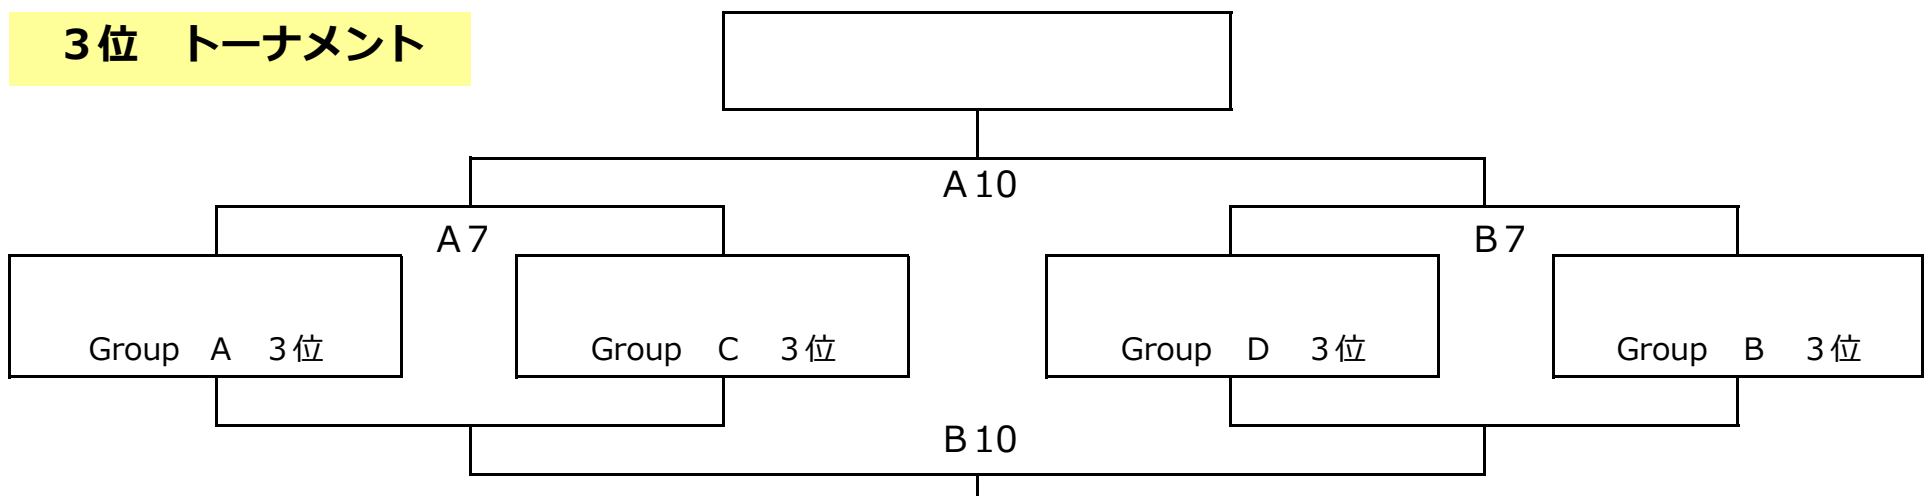 ３位　トーナメント
Ａ10
Ａ7
Ｂ7
Group　A　３位
Group　C　３位
Group　D　３位
Group　B　３位
Ｂ10